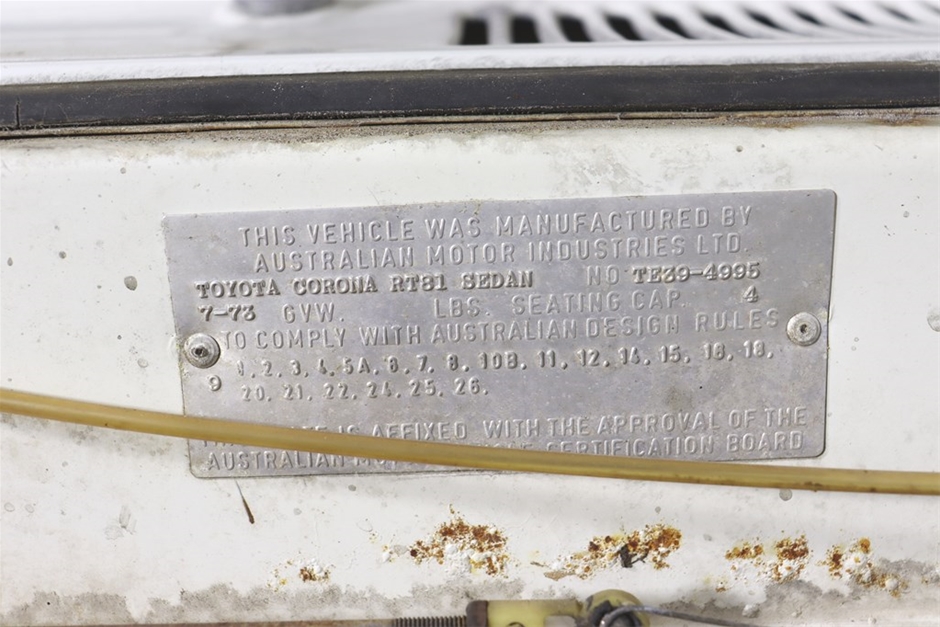 THIS VEHICLE WAS MANUFACTURED BY
AUSTRALIAN MOTOR INDUSTRIES LTD.
TOYOTA CORONA RT81 SEDAN NO TE39-4995
7-73 GVW. LBS. SEATING CAP. 4
TO COMPLY WITH AUSTRALIAN DESIGN RULES
1, 2, 3, 4, 5A, 6, 7, 8, 10B, 11, 12, 14, 15, 16, 18,
9 20, 21, 22, 24, 25, 26.
IS AFFIXED WITH THE APPROVAL OF THE
AUSTRALIAN CERTIFICATION BOARD